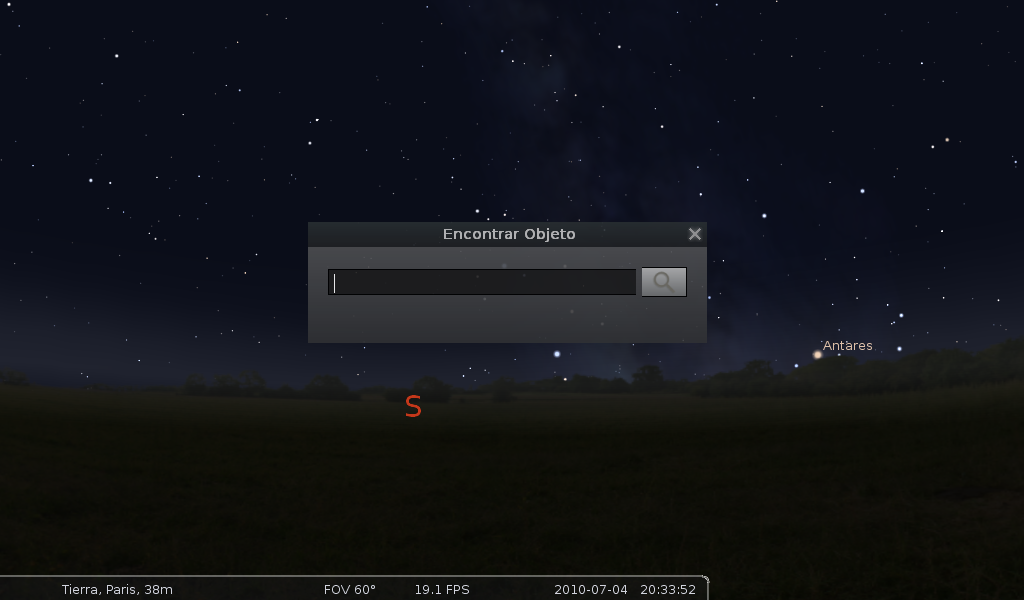 Encontrar Objeto
Antares
S
Tierra, Paris, 38m FOV 60° 19.1 FPS 2010-07-04 20:33:52